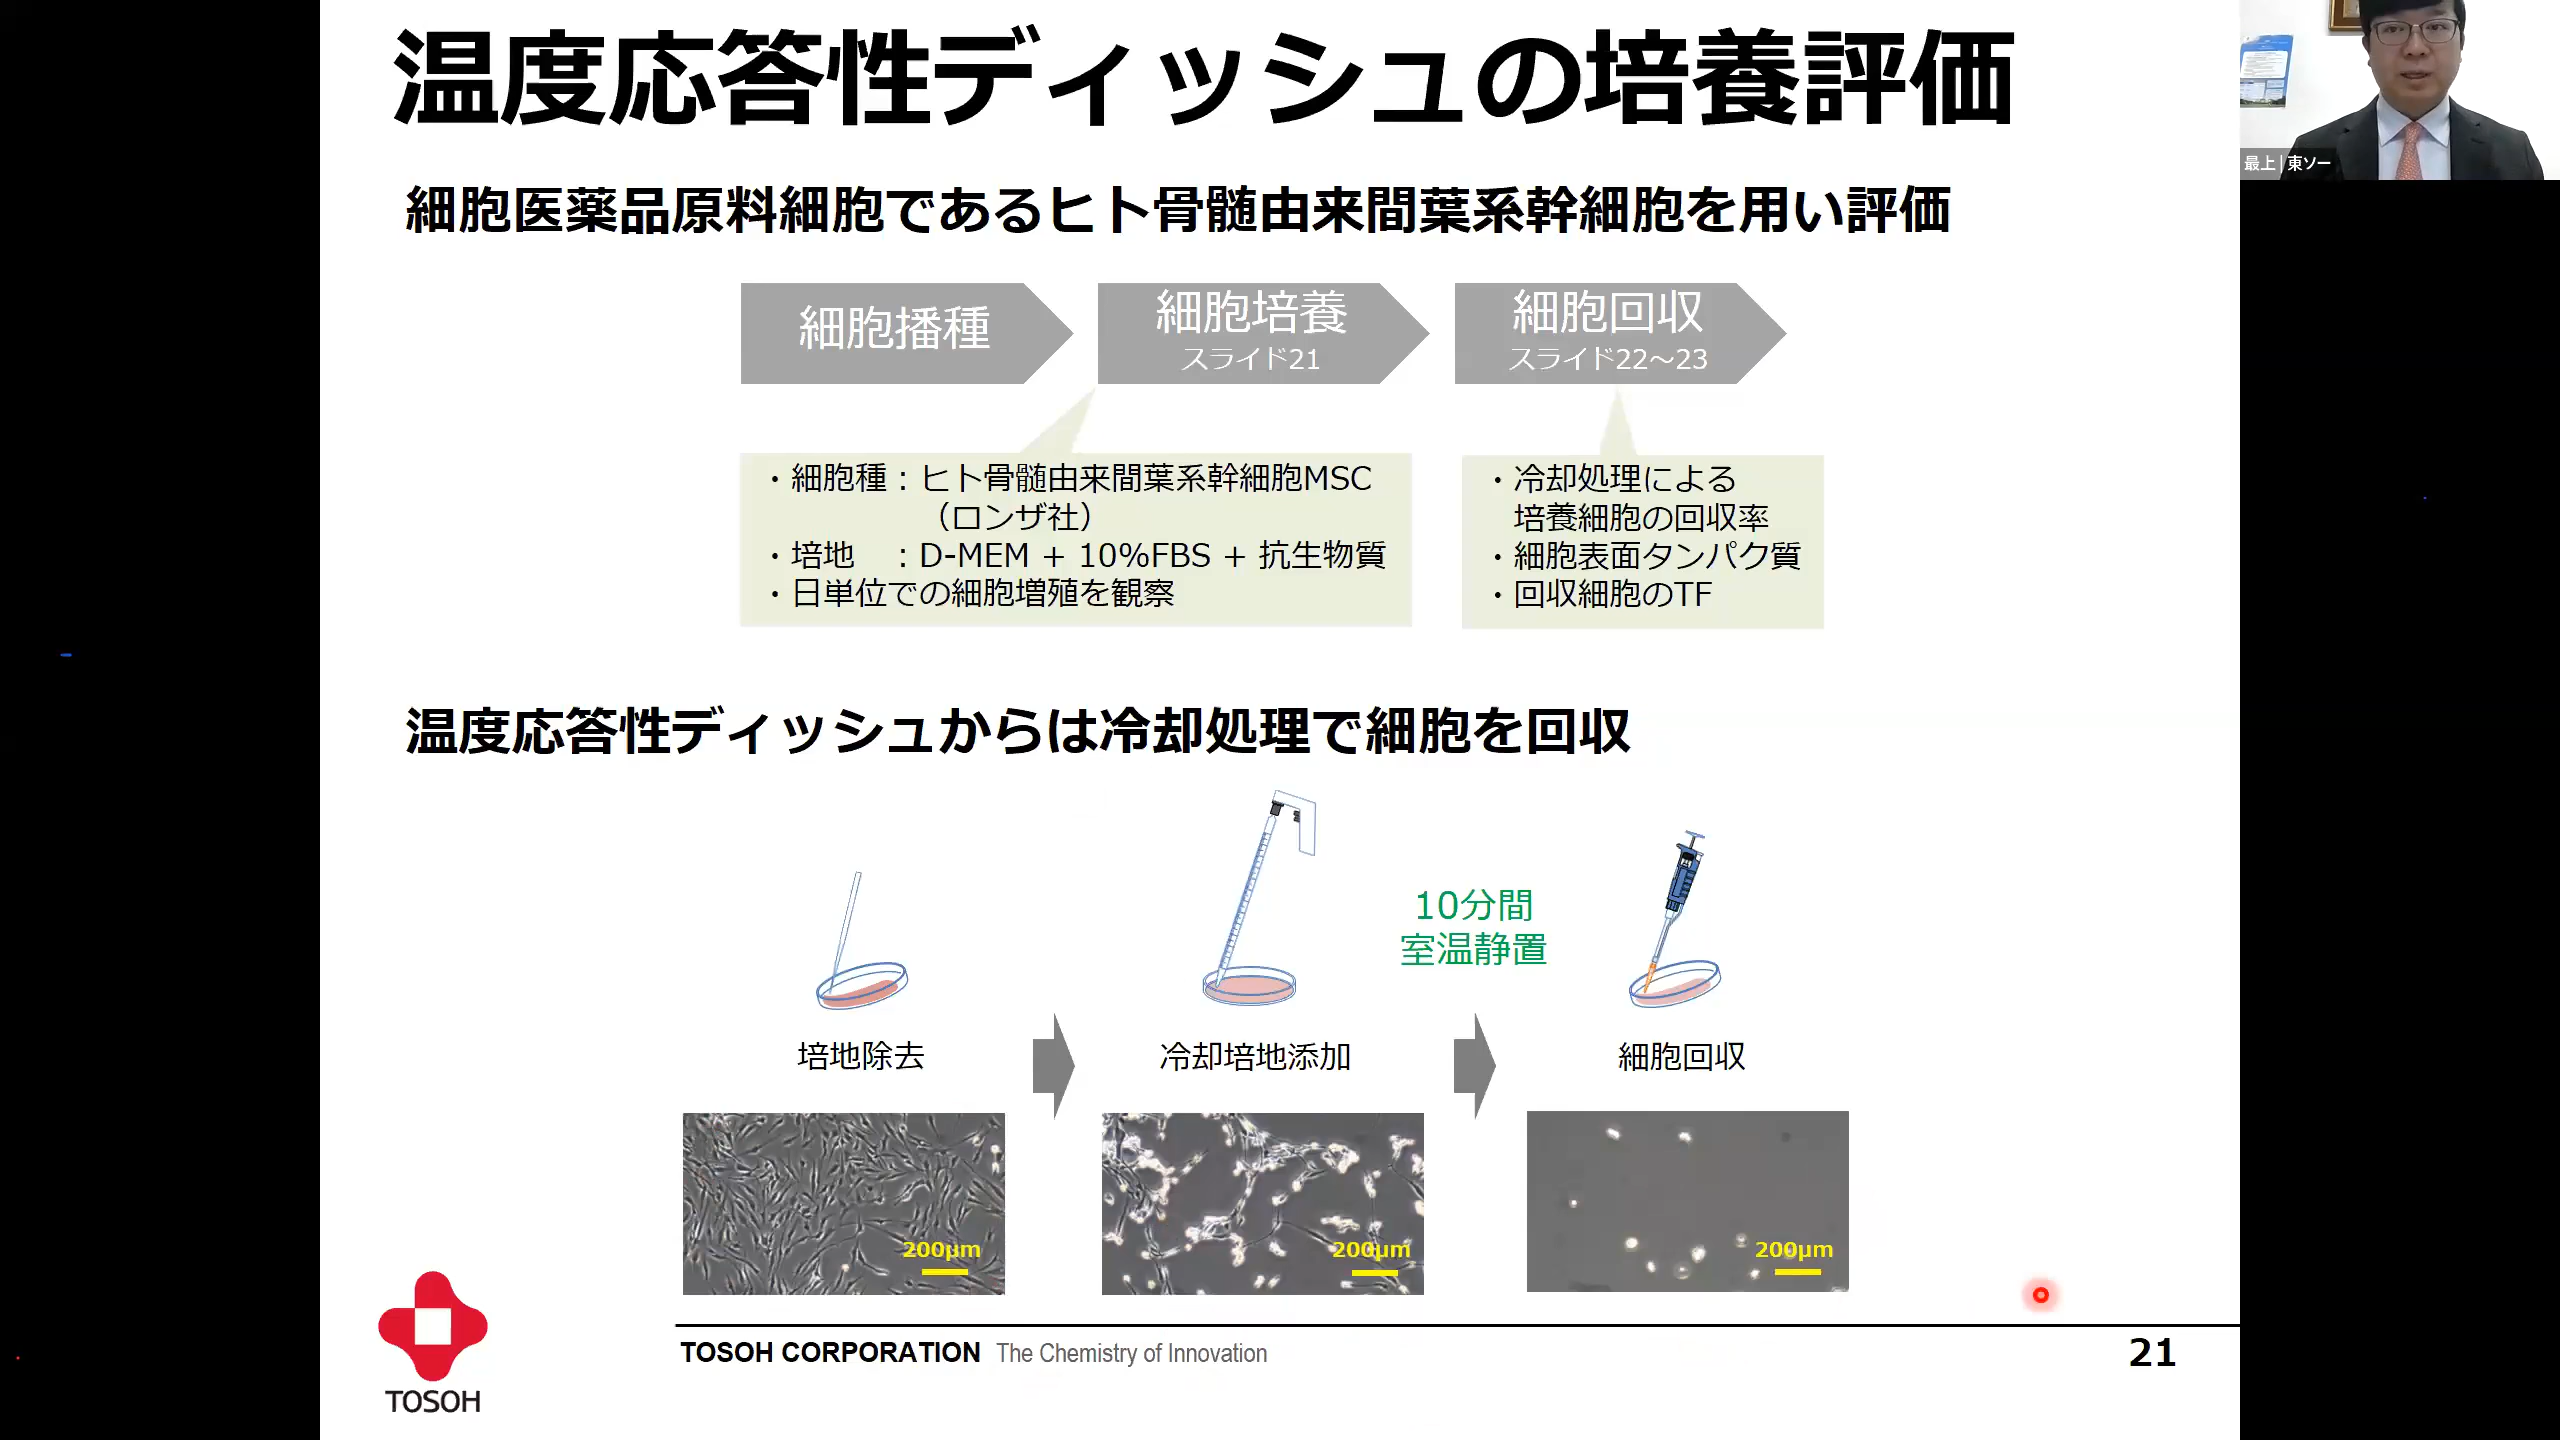 温度応答性ディッシュの培養評価
最上 | 東ソー
細胞医薬品原料細胞であるヒト骨髄由来間葉系幹細胞を用い評価
細胞播種
細胞培養
スライド21
細胞回収
スライド22～23
・細胞種：ヒト骨髄由来間葉系幹細胞MSC
（ロンザ社）
・培地　：D-MEM + 10%FBS + 抗生物質
・日単位での細胞増殖を観察
・冷却処理による
培養細胞の回収率
・細胞表面タンパク質
・回収細胞のTF
温度応答性ディッシュからは冷却処理で細胞を回収
10分間
室温静置
培地除去
冷却培地添加
細胞回収
200μm
200μm
200μm
TOSOH
TOSOH CORPORATION The Chemistry of Innovation
21